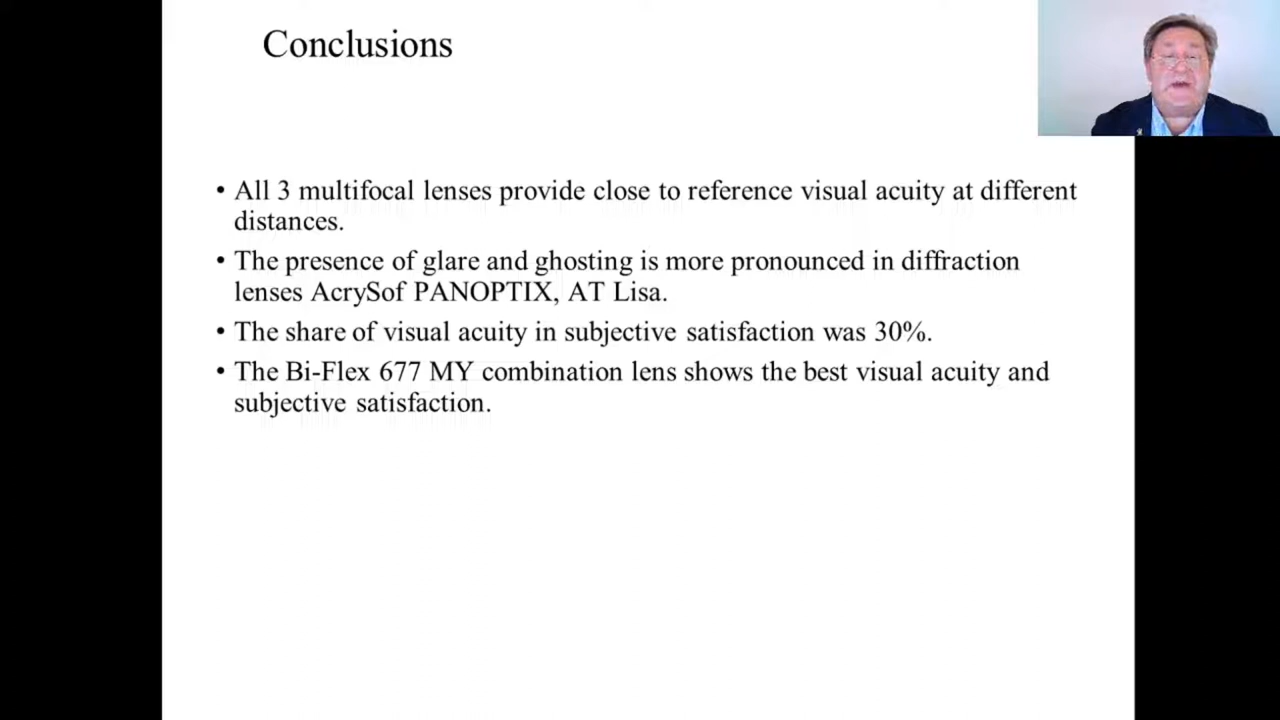 Conclusions
• All 3 multifocal lenses provide close to reference visual acuity at different
distances.
• The presence of glare and ghosting is more pronounced in diffraction
lenses AcrySof PANOPTIX, AT Lisa.
• The share of visual acuity in subjective satisfaction was 30%.
• The Bi-Flex 677 MY combination lens shows the best visual acuity and
subjective satisfaction.